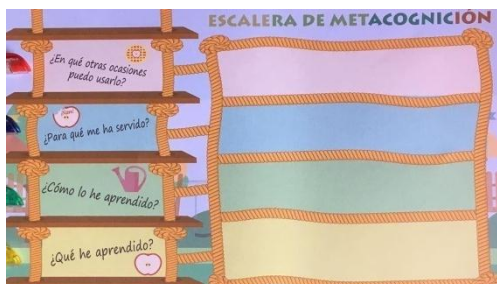 ESCALERA DE METACOGNICIÓN
¿En qué otras ocasiones
puedo usarlo?
¿Para qué me ha servido?
¿Cómo lo he aprendido?
¿Qué he aprendido?